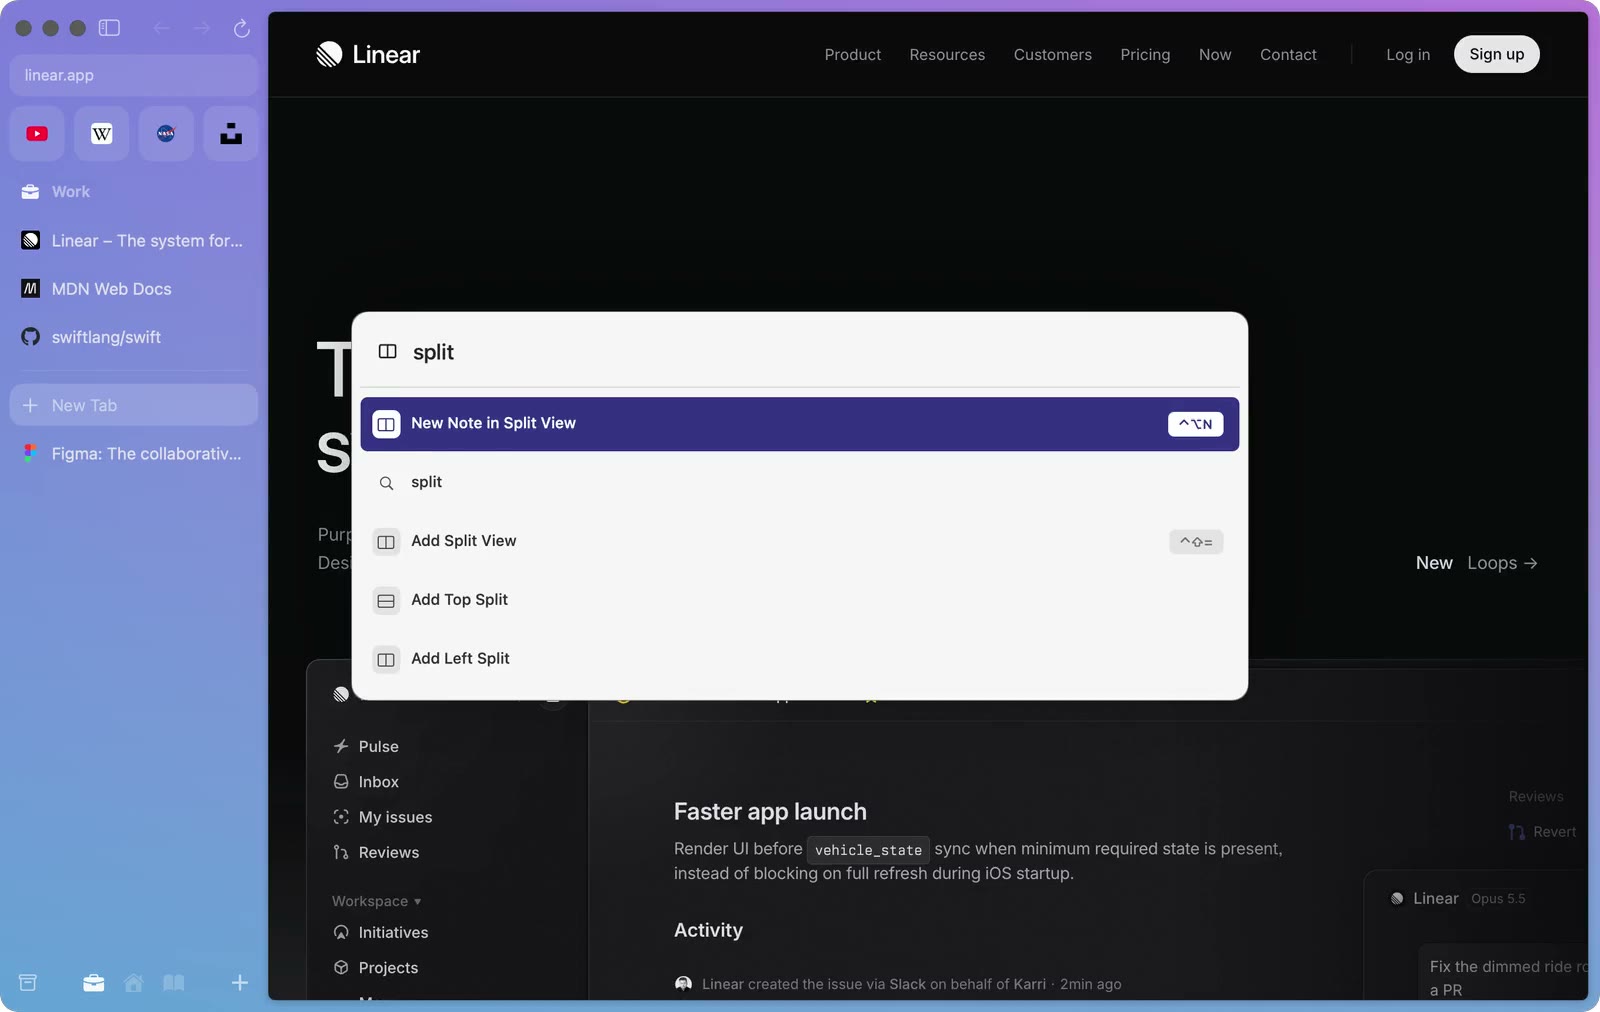 linear.app
W
NASA
Work
Linear – The system for...
MDN Web Docs
swiftlang/swift
New Tab
Figma: The collaborativ...
Linear
Product
Resources
Customers
Pricing
Now
Contact
Log in
Sign up
split
New Note in Split View
⌃⌥N
split
Add Split View
⌃⇧=
Add Top Split
Add Left Split
New Loops →
Pulse
Inbox
My issues
Reviews
Workspace
Initiatives
Projects
Faster app launch
Render UI before vehicle_state sync when minimum required state is present,
instead of blocking on full refresh during iOS startup.
Activity
Linear created the issue via Slack on behalf of Karri · 2min ago
Reviews
Revert
Linear Opus 5.5
Fix the dimmed ride
a PR